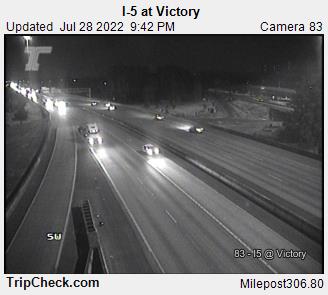 I-5 at Victory
Updated Jul 28 2022 9:42 PM Camera 83
T
SW
83 - I5 @ Victory
TripCheck.com Milepost306.80